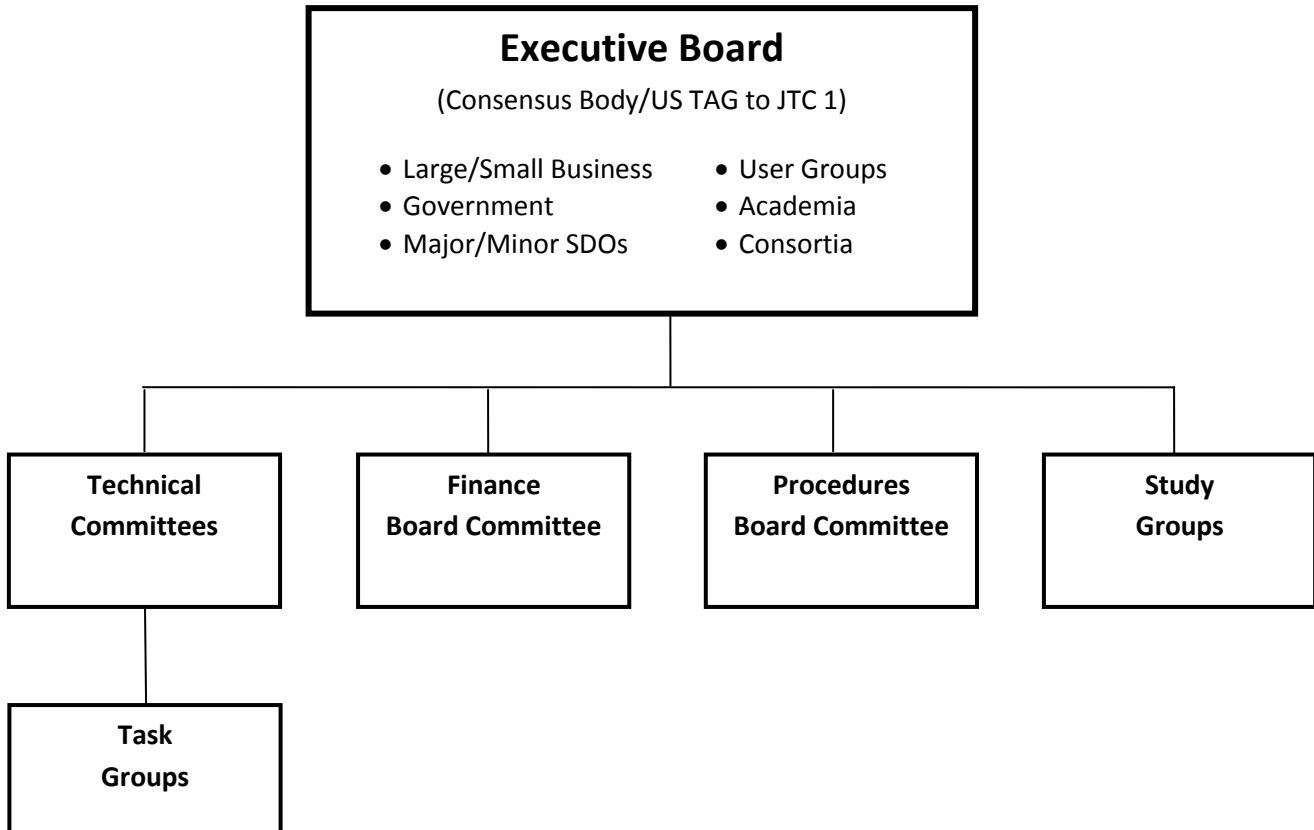 Executive Board
(Consensus Body/US TAG to JTC 1)
• Large/Small Business
• Government
• Major/Minor SDOs
• User Groups
• Academia
• Consortia
Technical
Committees
Finance
Board Committee
Procedures
Board Committee
Study
Groups
Task
Groups